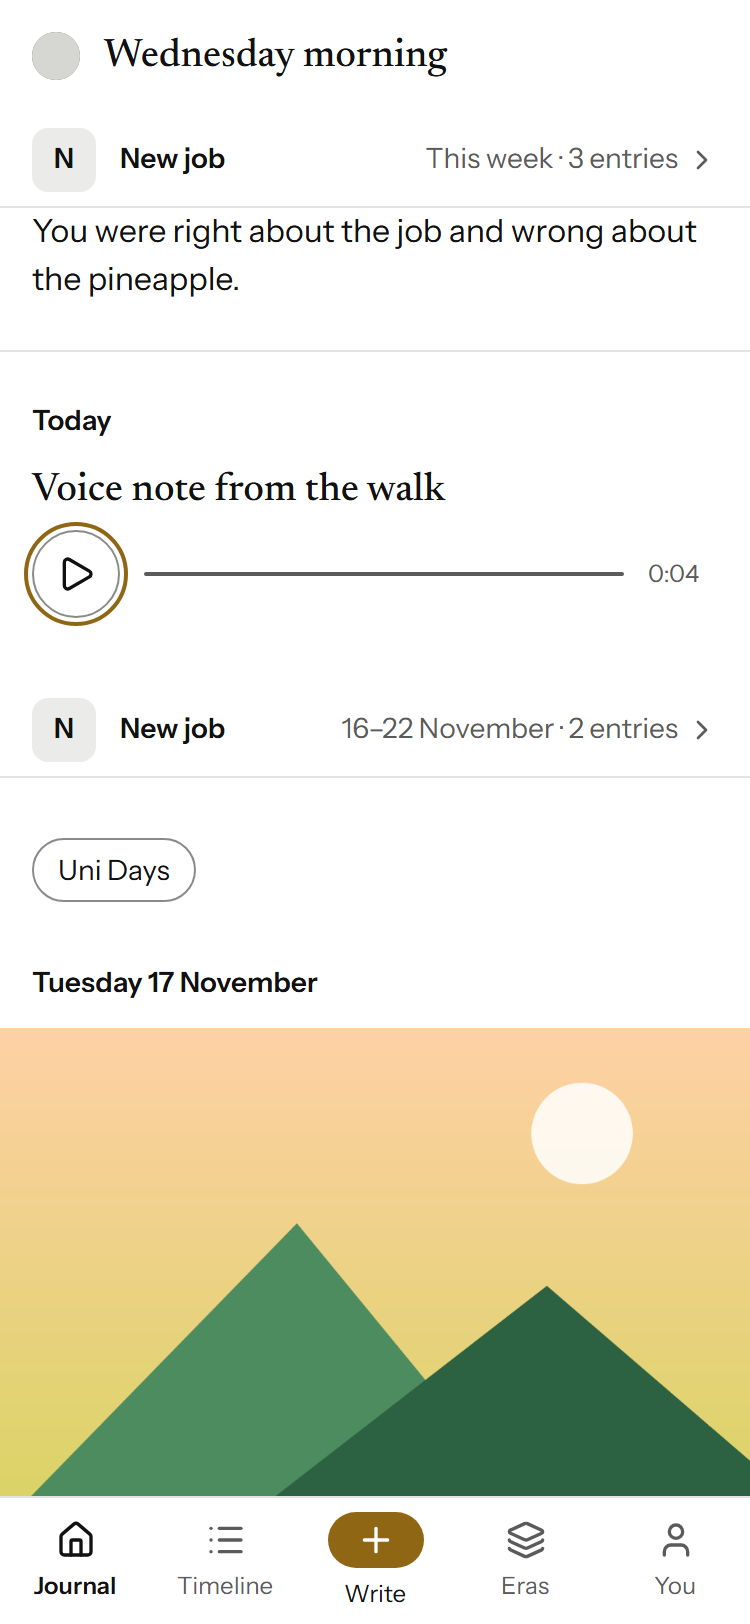 Wednesday morning
N New job This week · 3 entries
You were right about the job and wrong about
the pineapple.
Today
Voice note from the walk
0:04
N New job 16–22 November · 2 entries
Uni Days
Tuesday 17 November
Journal Timeline Write Eras You